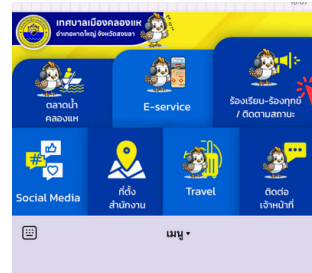 เทศบาลเมืองคลองแห
อำเภอหาดใหญ่ จังหวัดสงขลา
ตลาดน้ำ
คลองแห
E-service
ร้องเรียน-ร้องทุกข์
/ ติดตามสถานะ
Social Media
ที่ตั้ง
สำนักงาน
Travel
ติดต่อ
เจ้าหน้าที่
เมนู